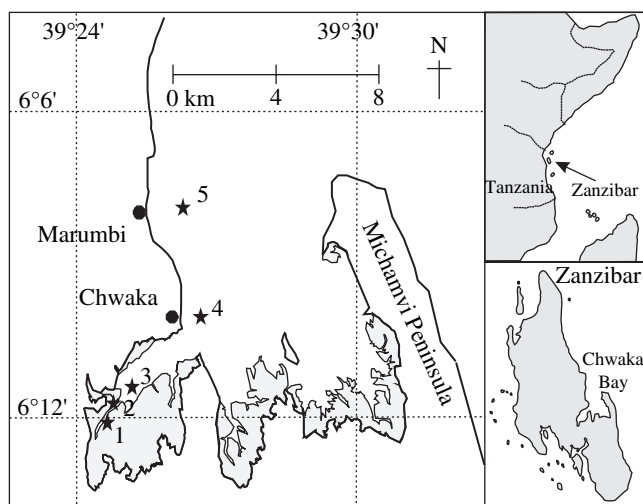 39°24'
39°30'
N
0 km
4
8
6°6'
5
Marumbi
Chwaka
4
3
2
1
6°12'
Michamvi Peninsula
Tanzania
Zanzibar
Zanzibar
Chwaka
Bay